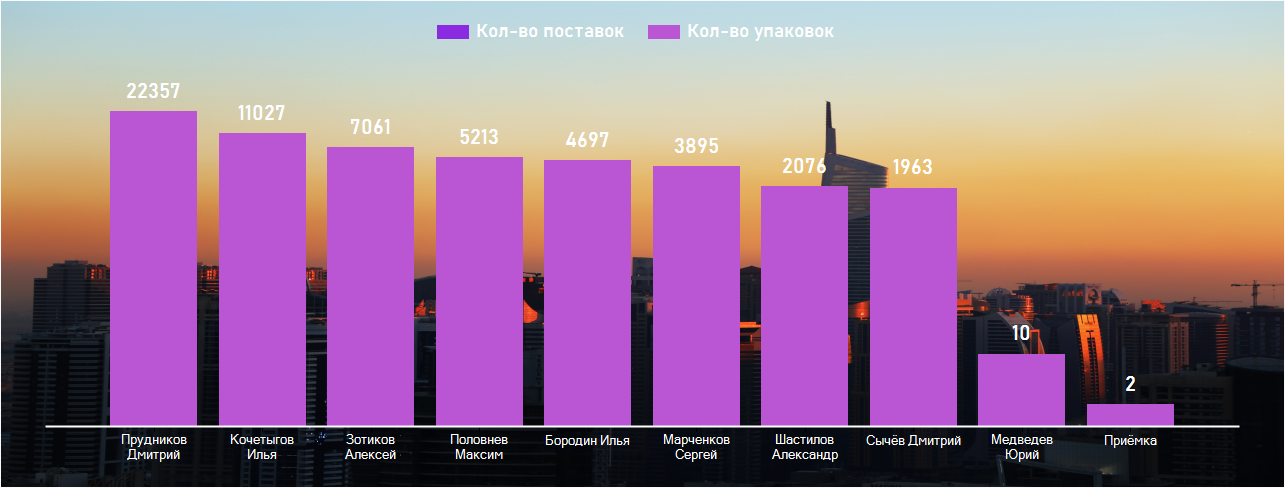 Кол-во поставок Кол-во упаковок
22357
11027
7061
5213
4697
3895
2076
1963
10
2
Прудников
Дмитрий
Кочетыгов
Илья
Зотиков
Алексей
Половнев
Максим
Бородин Илья
Марченков
Сергей
Шастилов
Александр
Сычёв Дмитрий
Медведев
Юрий
Приёмка